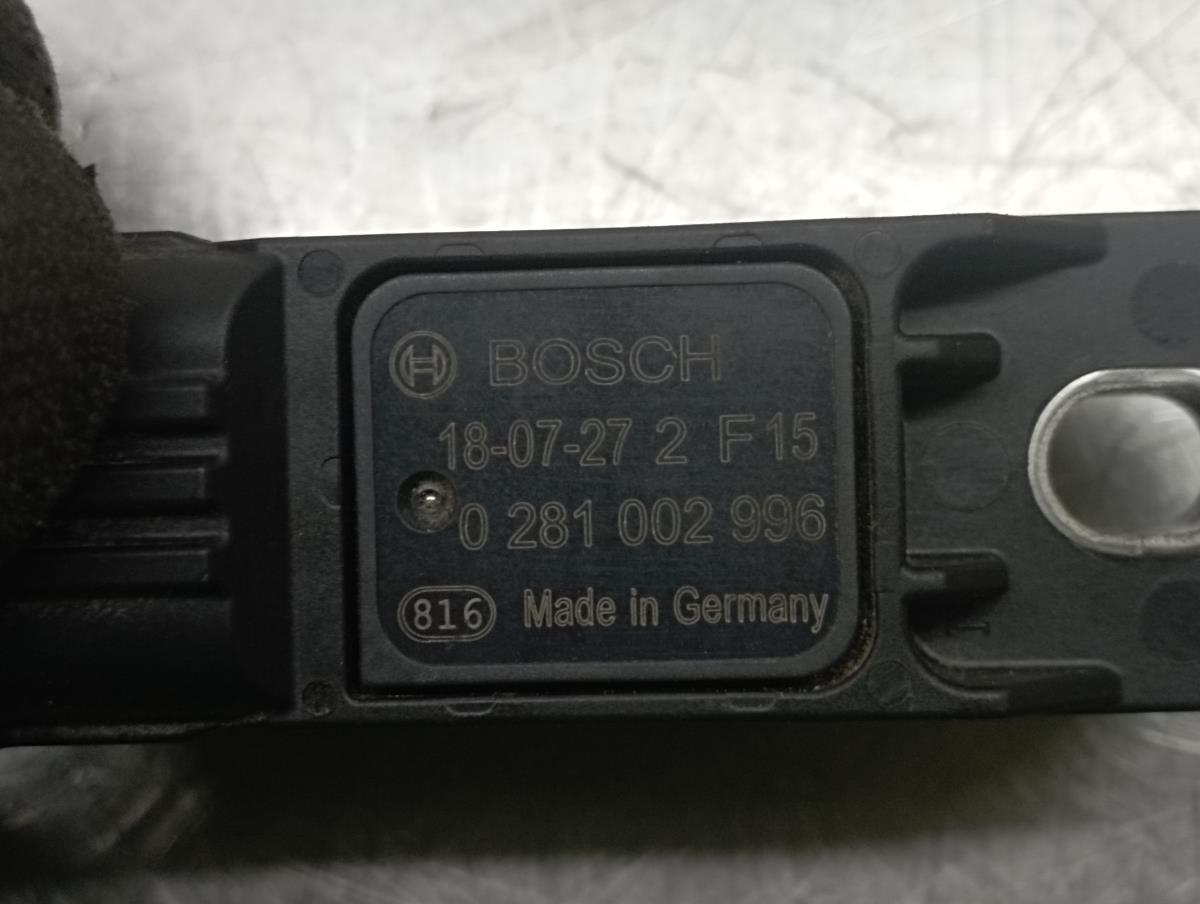 BOSCH
18-07-27 2 F15
0 281 002 996
816 Made in Germany